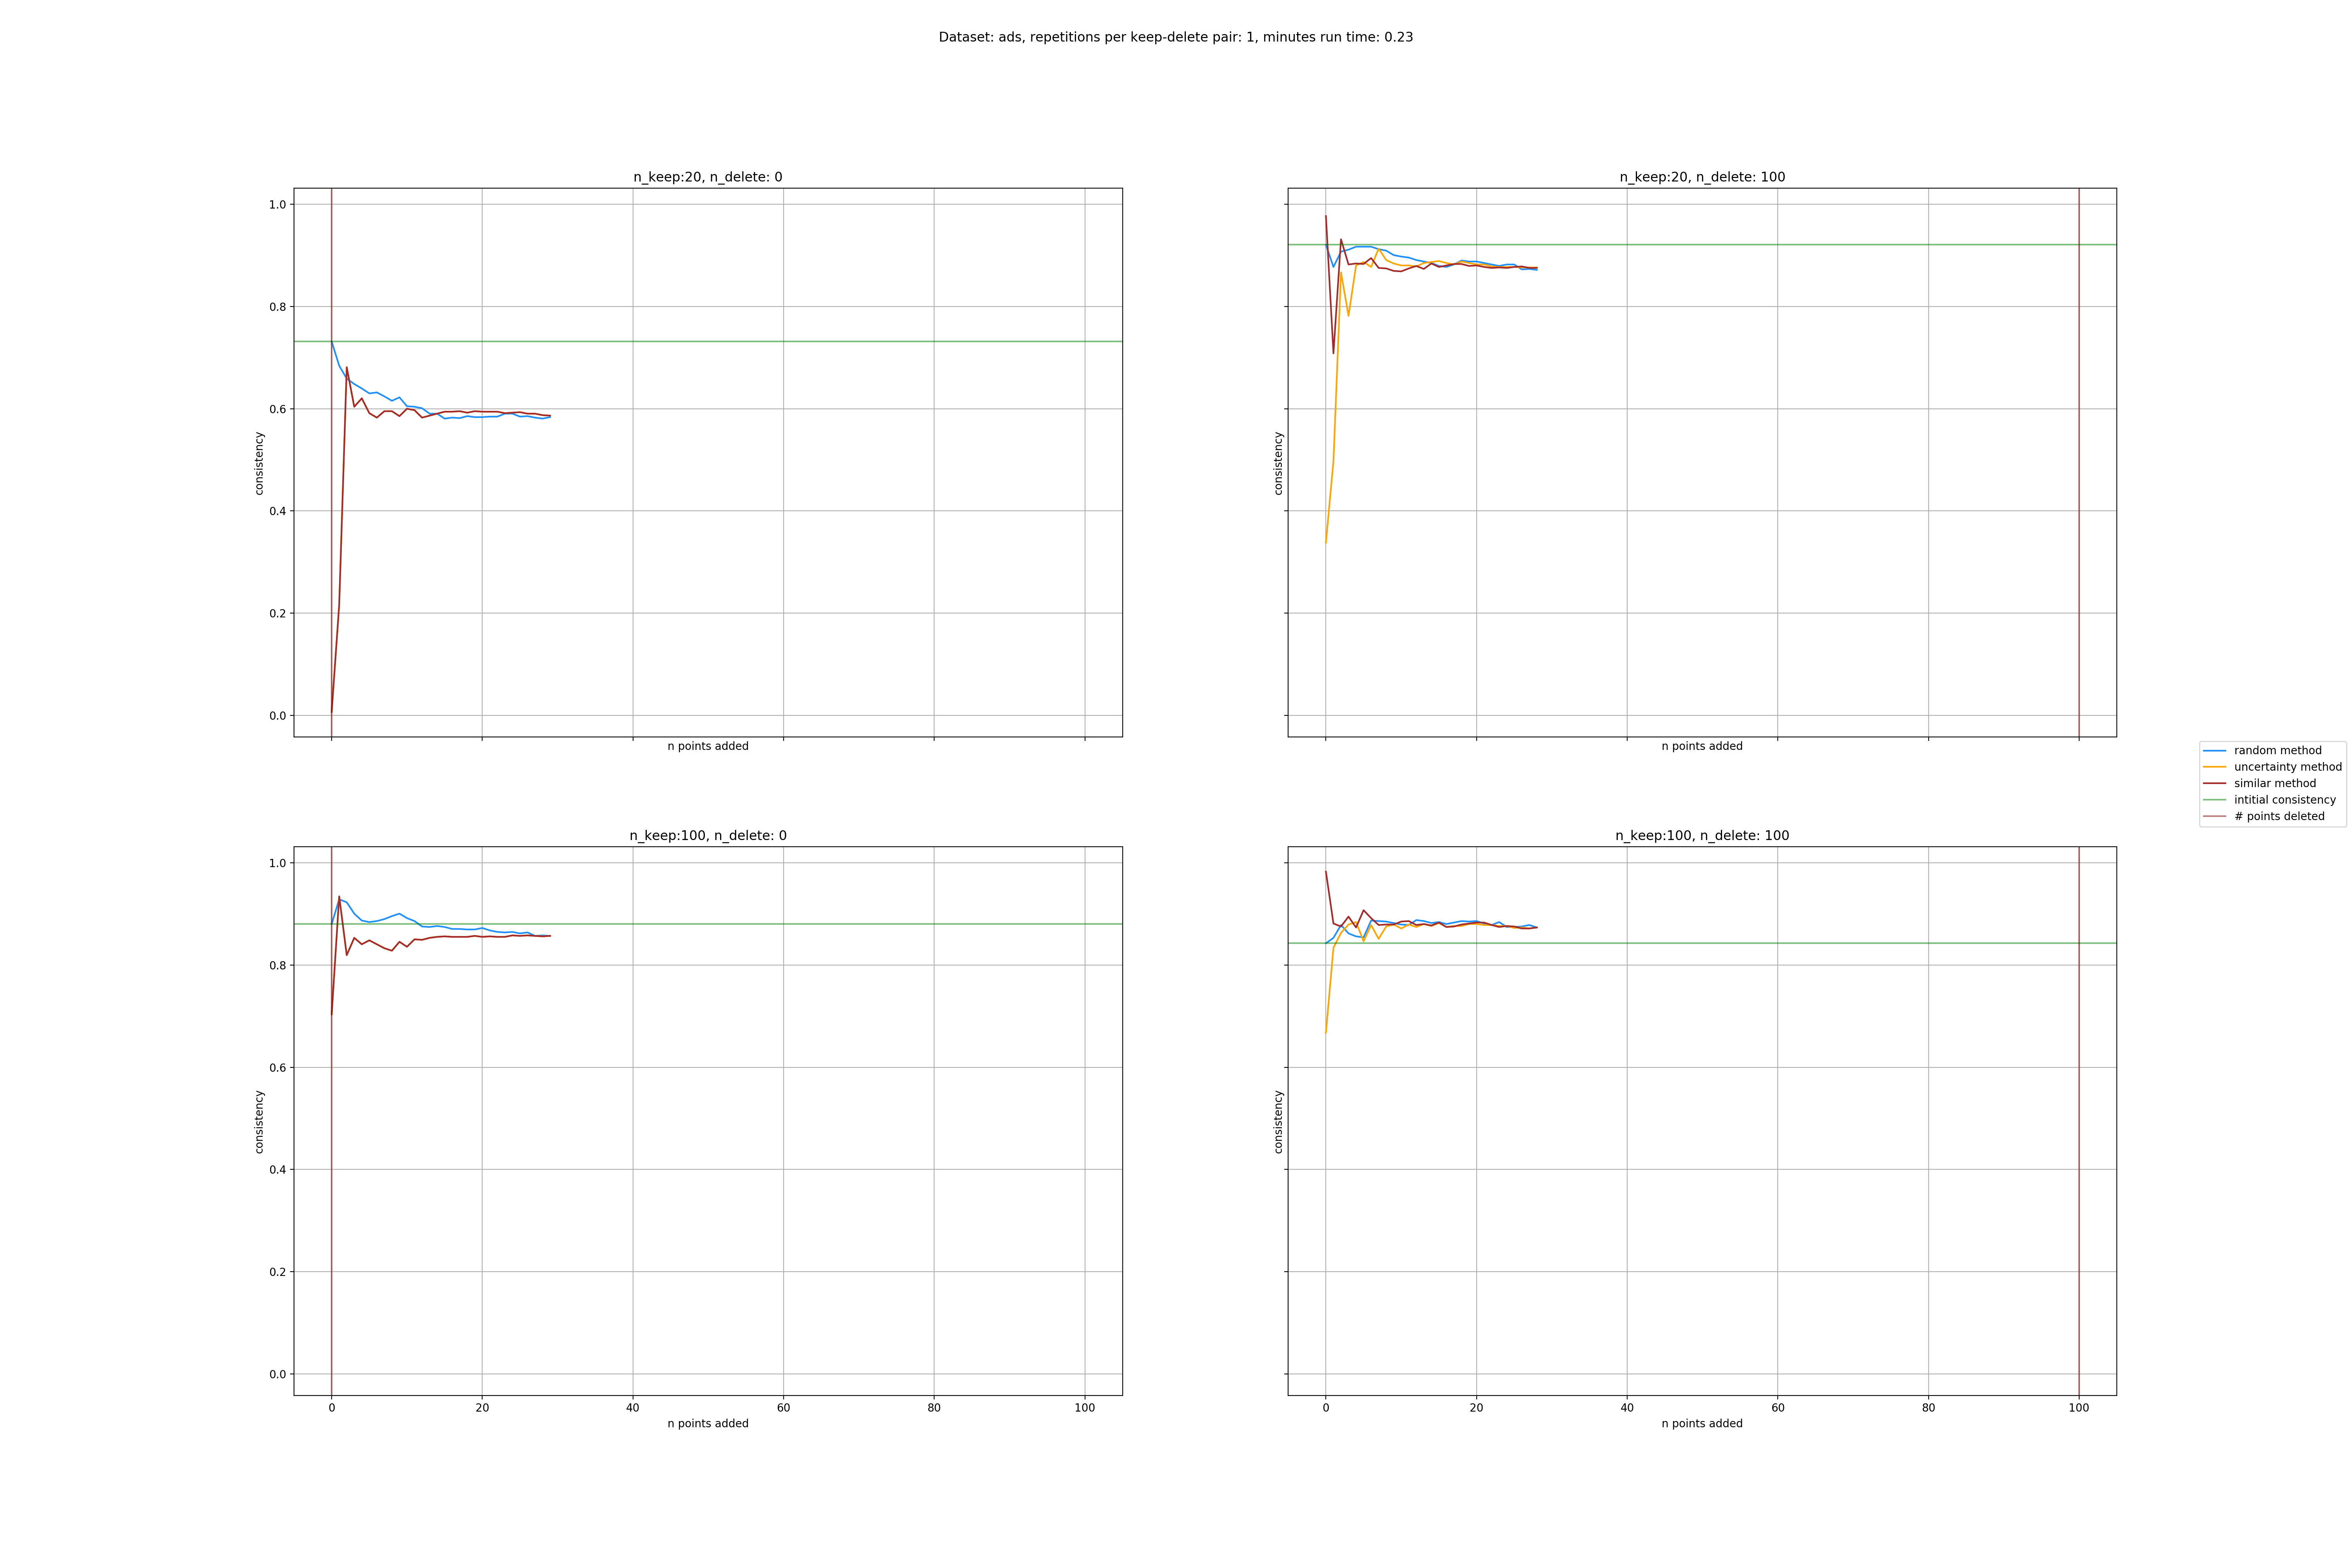 Dataset: ads, repetitions per keep-delete pair: 1, minutes run time: 0.23
n_keep:20, n_delete: 0
1.0
0.8
0.6
0.4
0.2
0.0
consistency
n points added
n_keep:20, n_delete: 100
consistency
n points added
random method
uncertainty method
similar method
intitial consistency
# points deleted
n_keep:100, n_delete: 0
1.0
0.8
0.6
0.4
0.2
0.0
consistency
0 20 40 60 80 100
n points added
n_keep:100, n_delete: 100
consistency
0 20 40 60 80 100
n points added